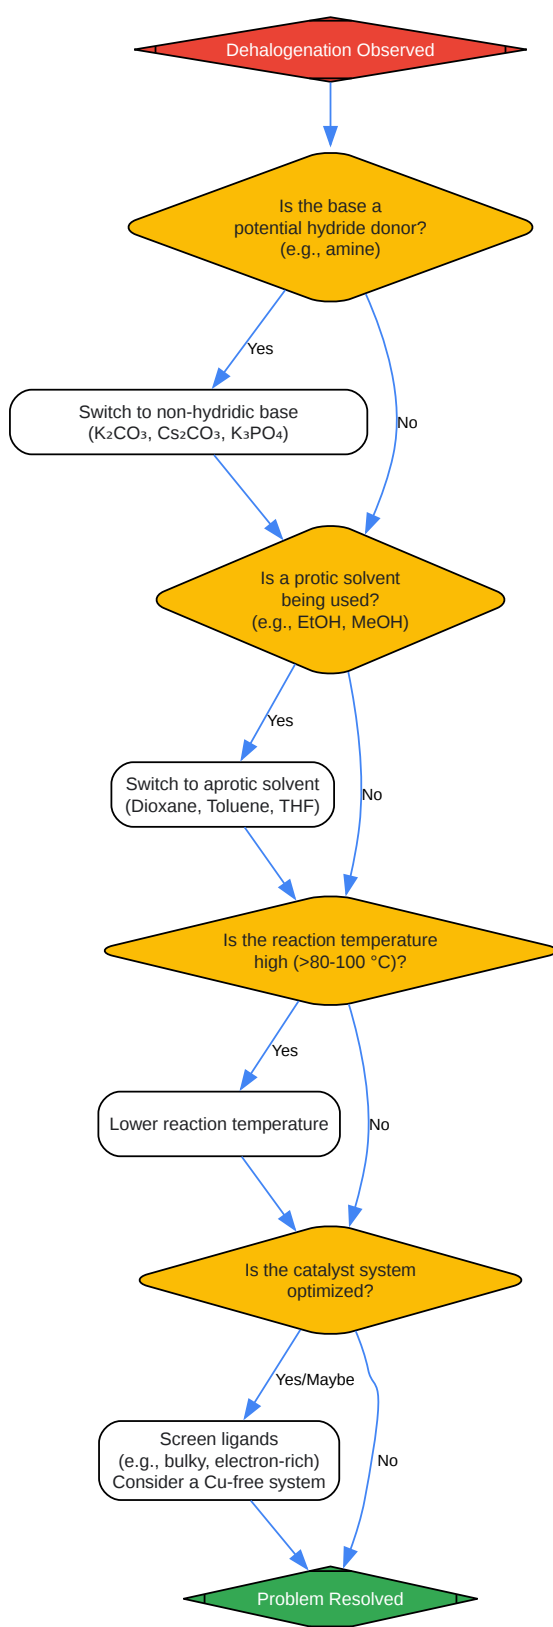 Dehalogenation Observed
Is the base a
potential hydride donor?
(e.g., amine)
Yes
No
Switch to non-hydridic base
(K₂CO₃, Cs₂CO₃, K₃PO₄)
Is a protic solvent
being used?
(e.g., EtOH, MeOH)
Yes
No
Switch to aprotic solvent
(Dioxane, Toluene, THF)
Is the reaction temperature
high (>80-100 °C)?
Yes
No
Lower reaction temperature
Is the catalyst system
optimized?
Yes/Maybe
No
Screen ligands
(e.g., bulky, electron-rich)
Consider a Cu-free system
Problem Resolved